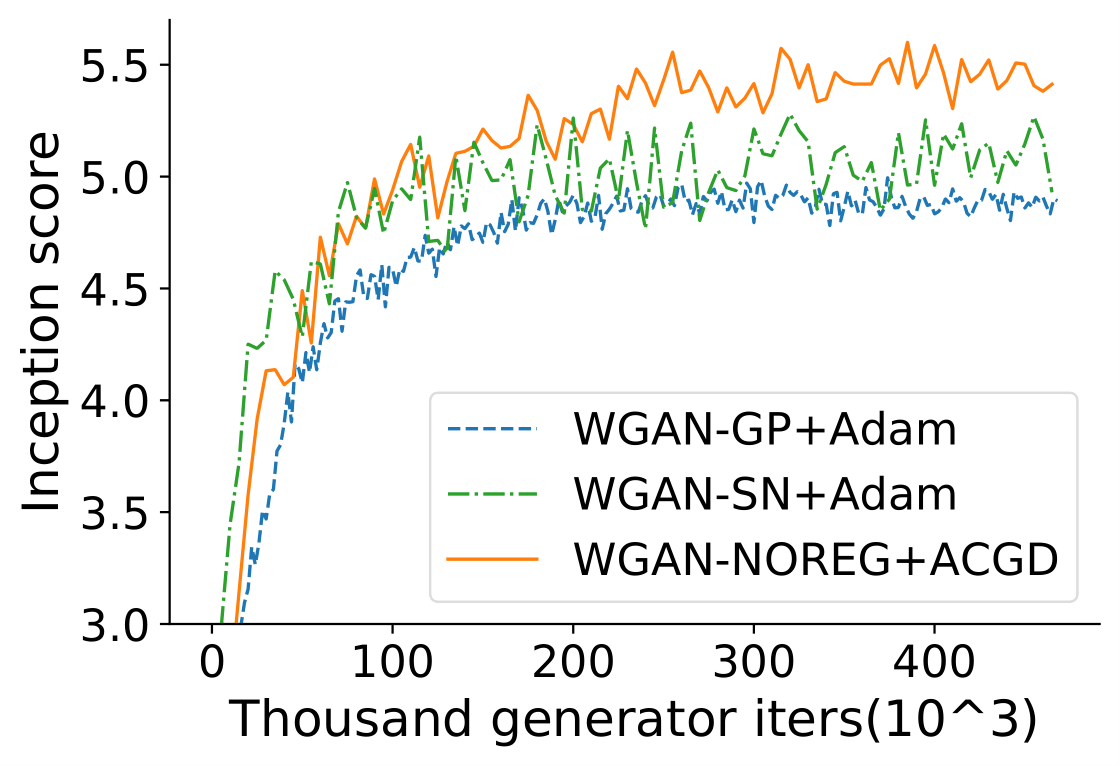 Inception score
5.5
5.0
4.5
4.0
3.5
3.0
WGAN-GP+Adam
WGAN-SN+Adam
WGAN-NOREG+ACGD
0 100 200 300 400
Thousand generator iters(10^3)